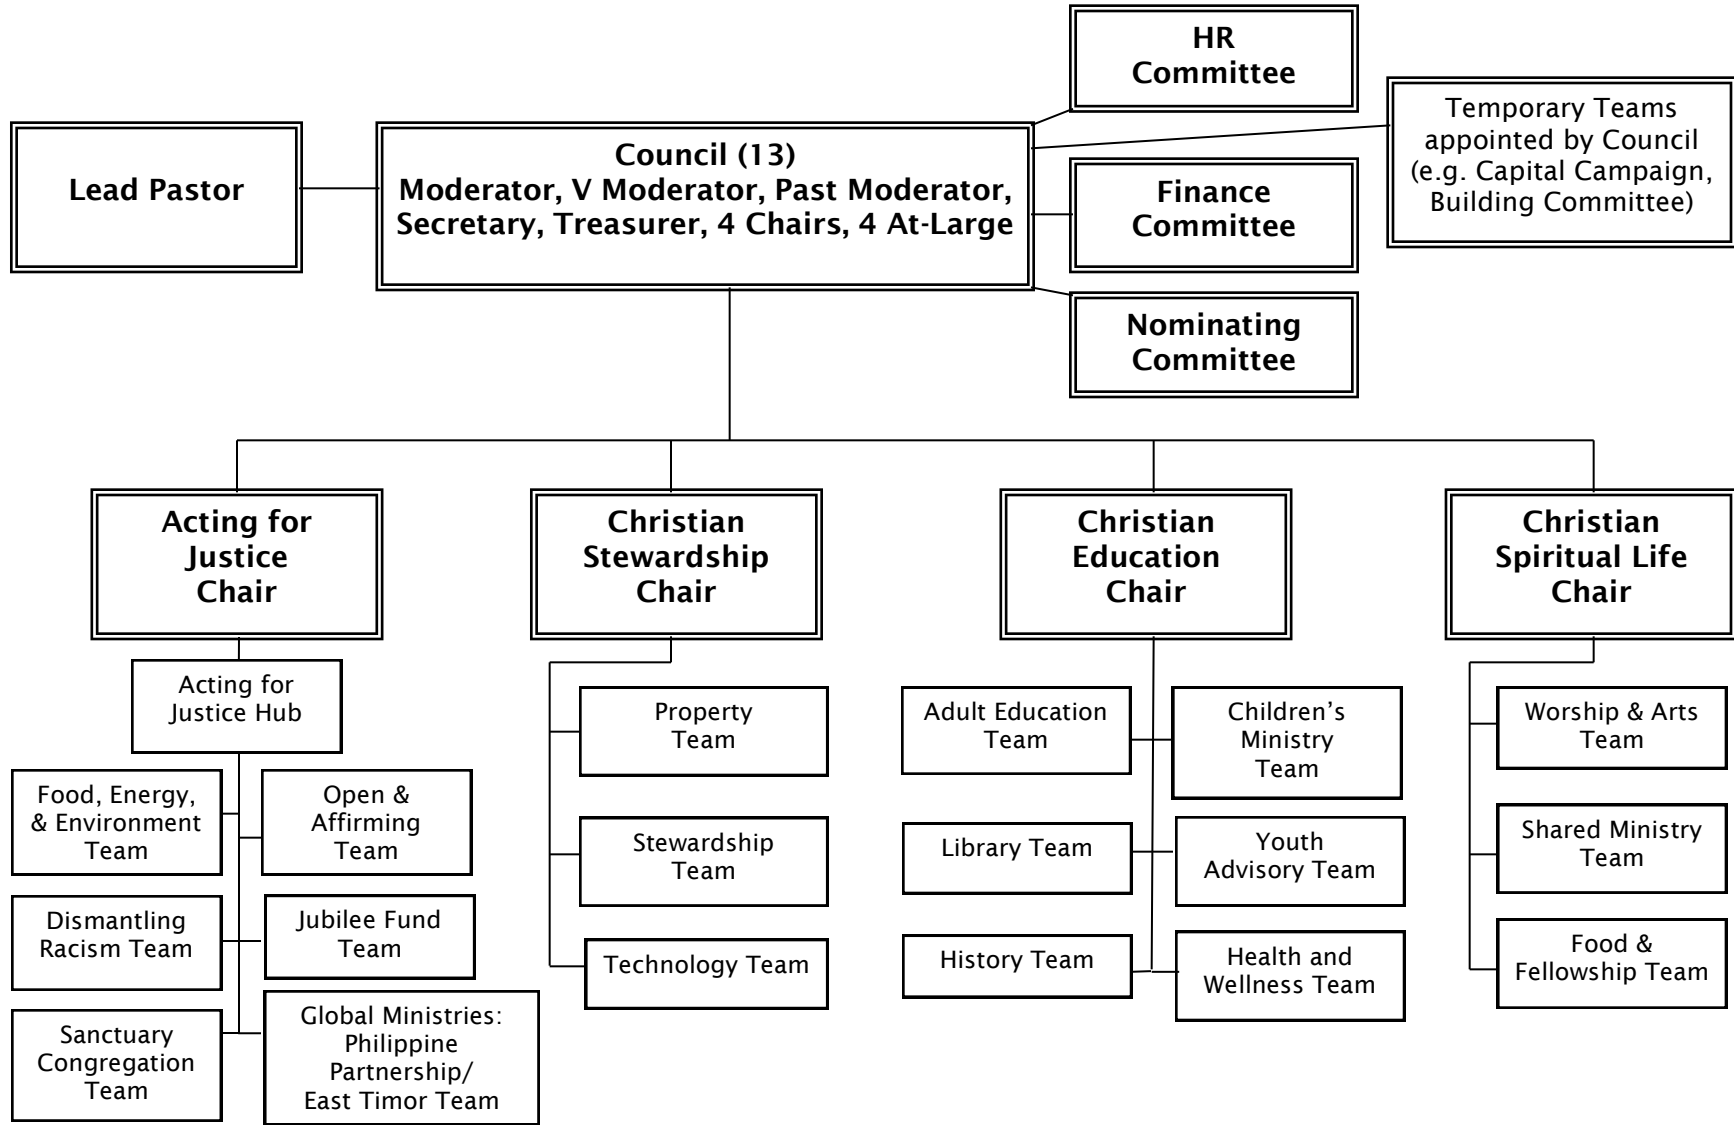 HR
Committee
Temporary Teams
appointed by Council
(e.g. Capital Campaign,
Building Committee)
Lead Pastor
Council (13)
Moderator, V Moderator, Past Moderator,
Secretary, Treasurer, 4 Chairs, 4 At-Large
Finance
Committee
Nominating
Committee
Acting for
Justice
Chair
Christian
Stewardship
Chair
Christian
Education
Chair
Christian
Spiritual Life
Chair
Acting for
Justice Hub
Food, Energy,
& Environment
Team
Open &
Affirming
Team
Dismantling
Racism Team
Jubilee Fund
Team
Sanctuary
Congregation
Team
Global Ministries:
Philippine
Partnership/
East Timor Team
Property
Team
Stewardship
Team
Technology Team
Adult Education
Team
Children’s
Ministry
Team
Library Team
Youth
Advisory Team
History Team
Health and
Wellness Team
Worship & Arts
Team
Shared Ministry
Team
Food &
Fellowship Team